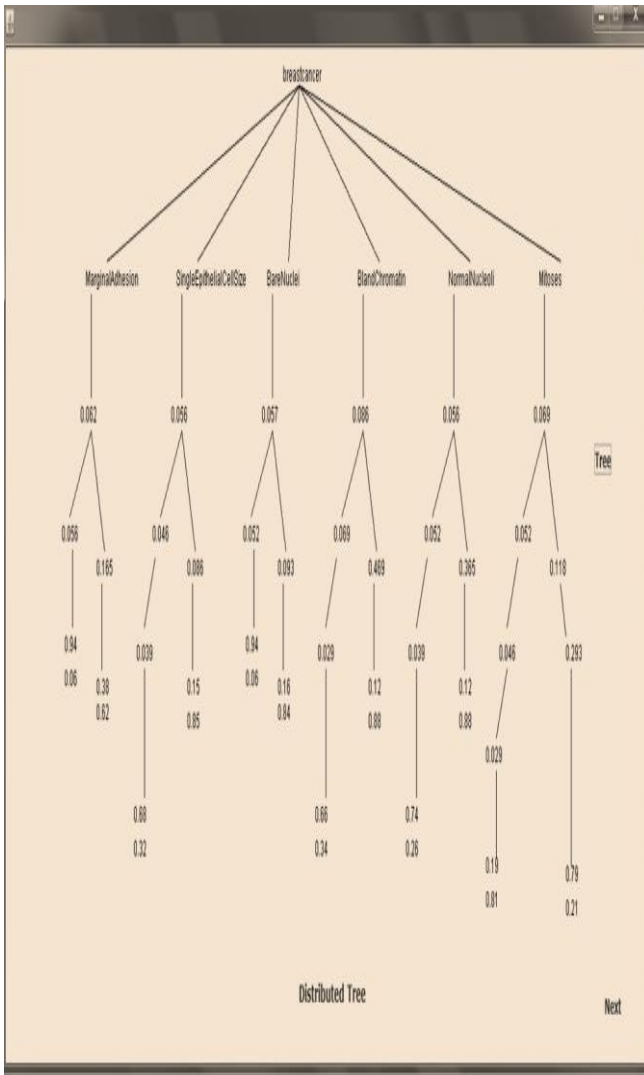 breastcancer
MarginalAdhesion SingleEpithelialCellSize BareNuclei BlandChromatin NormalNucleoli Mitoses
0.062 0.056 0.057 0.086 0.056 0.069
Tree
0.056 0.046 0.052 0.069 0.052 0.052
0.165 0.086 0.093 0.489 0.365 0.118
0.94 0.039 0.94 0.029 0.039 0.046 0.293
0.06 0.38 0.15 0.06 0.16 0.12 0.12
0.62 0.85 0.84 0.88 0.88
0.029
0.68 0.66 0.74
0.32 0.34 0.26
0.19 0.79
0.81 0.21
Distributed Tree
Next